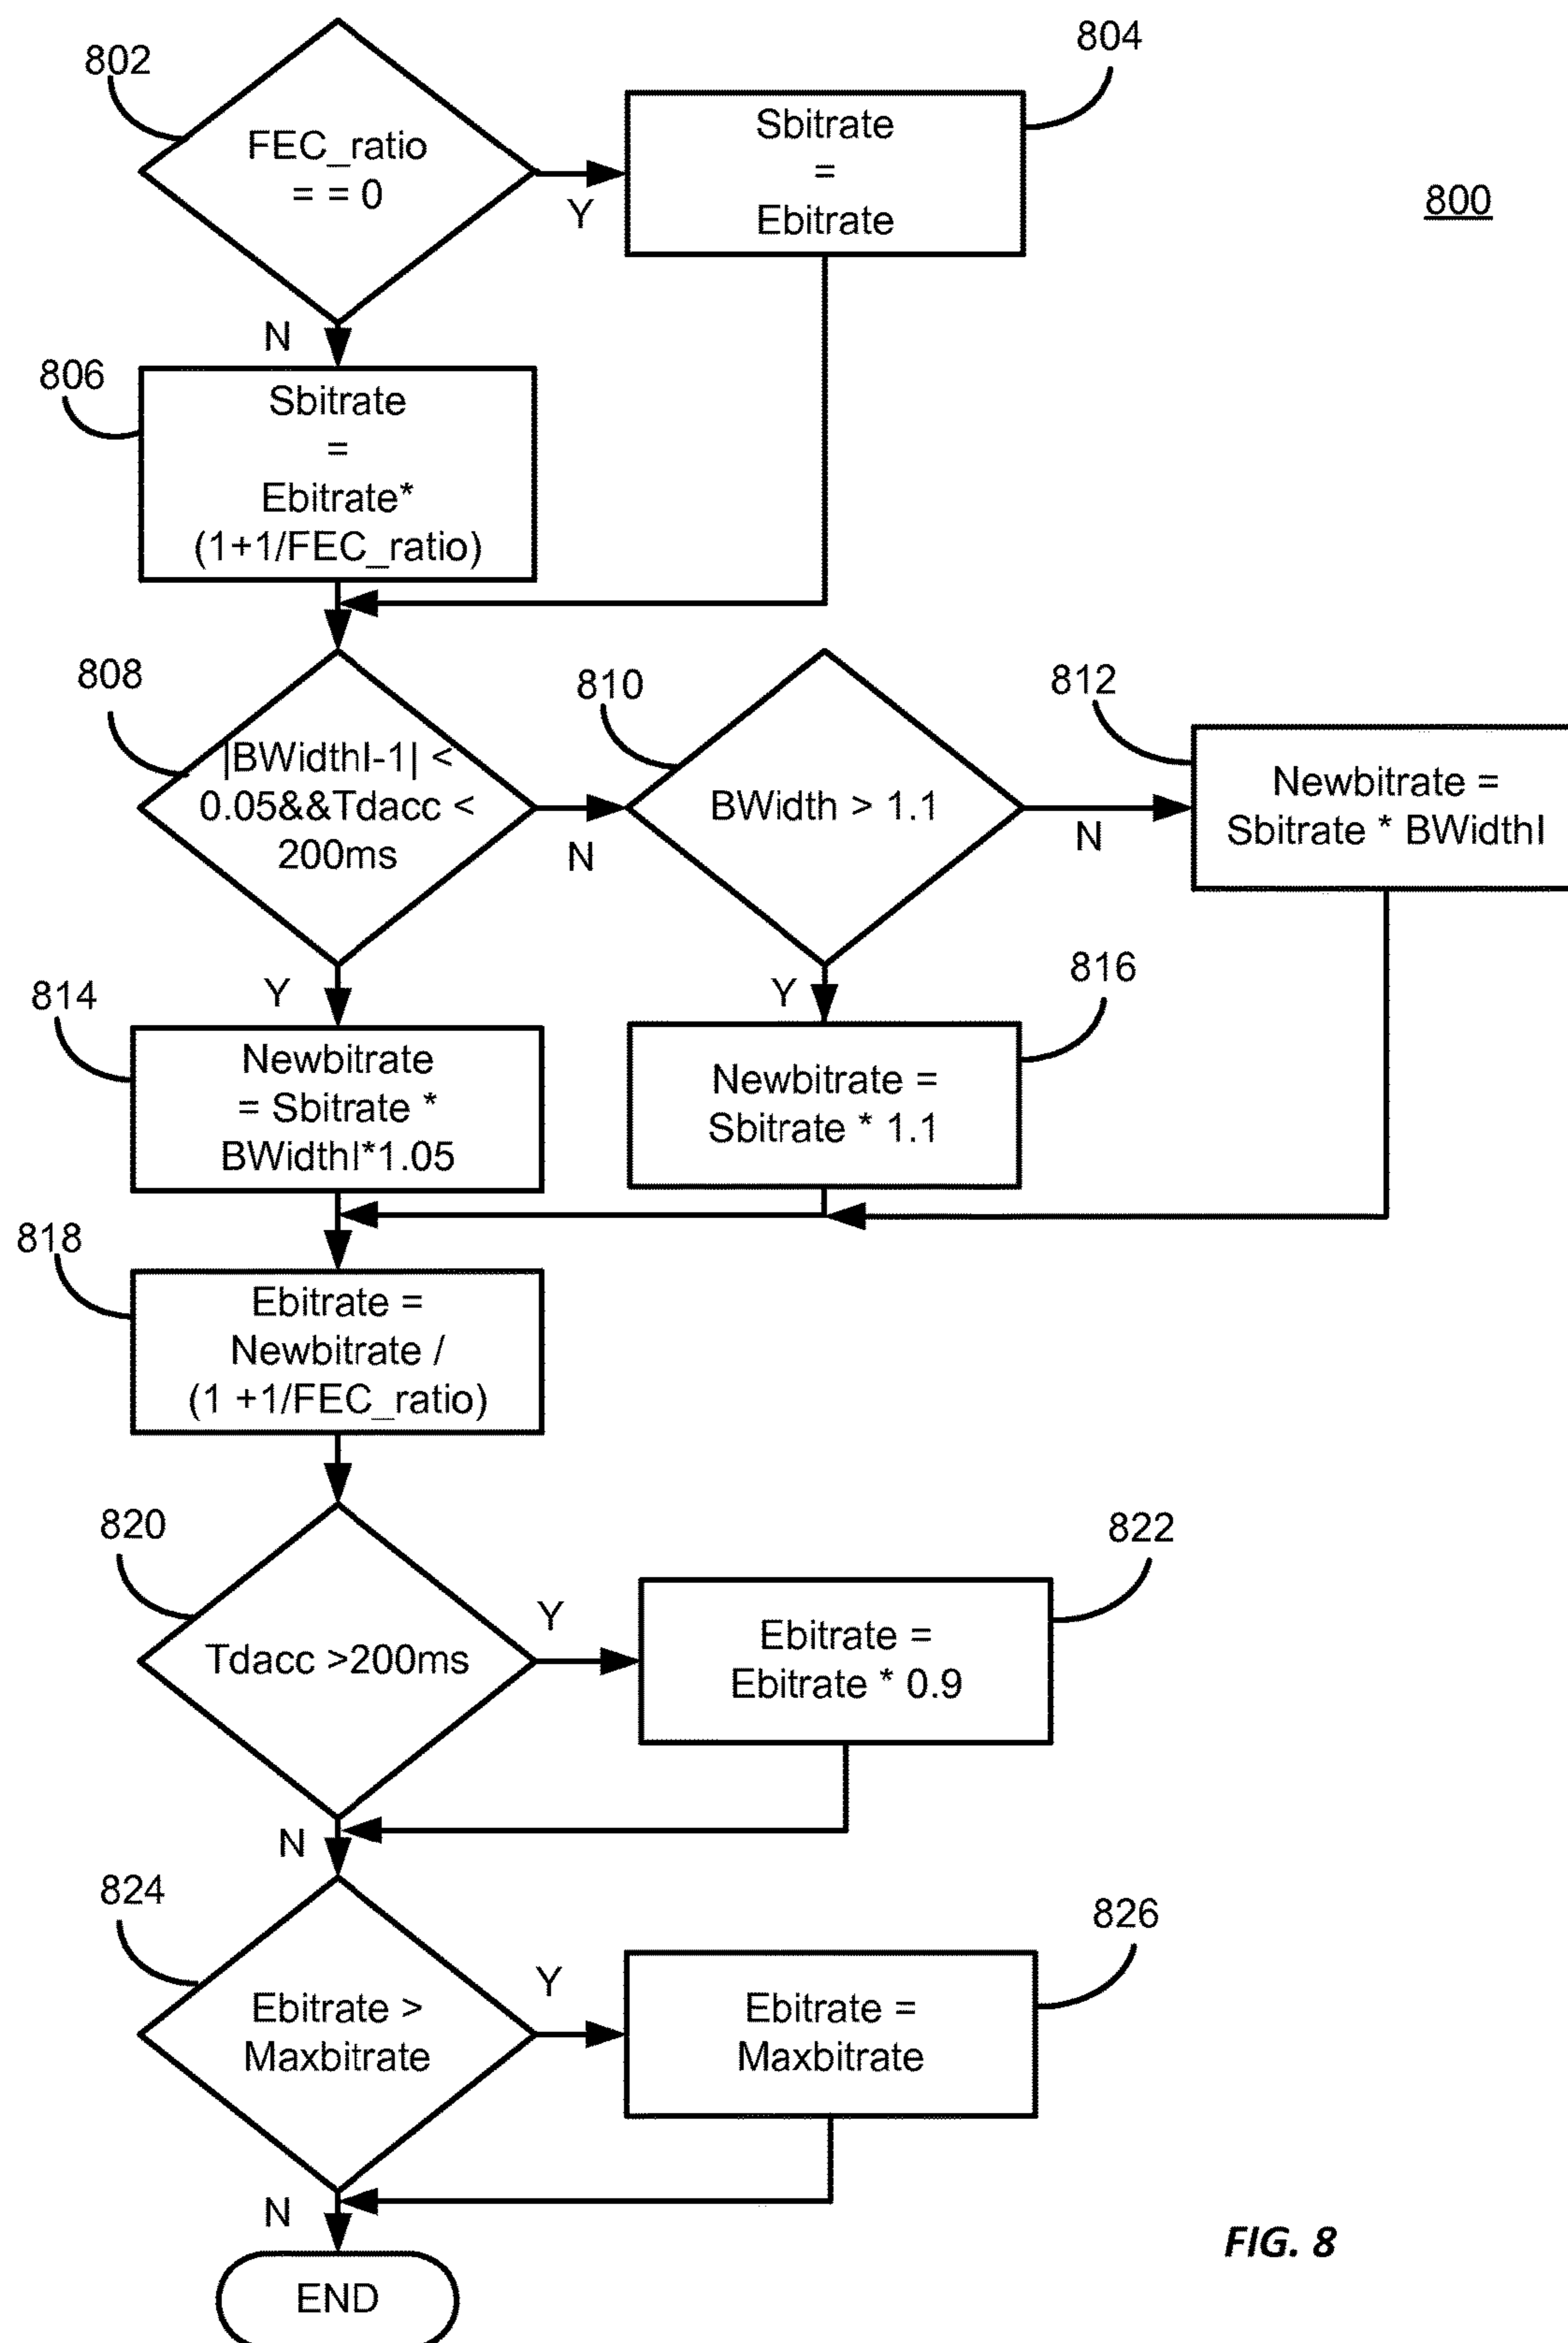 802
FEC_ratio
= = 0
Y
804
Sbitrate
=
Ebitrate
800
N
806
Sbitrate
=
Ebitrate*
(1+1/FEC_ratio)
808
|BWidthI-1| <
0.05&&Tdacc <
200ms
N
810
BWidth > 1.1
N
812
Newbitrate =
Sbitrate * BWidthI
Y
814
Newbitrate
= Sbitrate *
BWidthI*1.05
Y
816
Newbitrate =
Sbitrate * 1.1
818
Ebitrate =
Newbitrate /
(1 +1/FEC_ratio)
820
Tdacc >200ms
Y
822
Ebitrate =
Ebitrate * 0.9
N
824
Ebitrate >
Maxbitrate
Y
826
Ebitrate =
Maxbitrate
N
END
FIG. 8